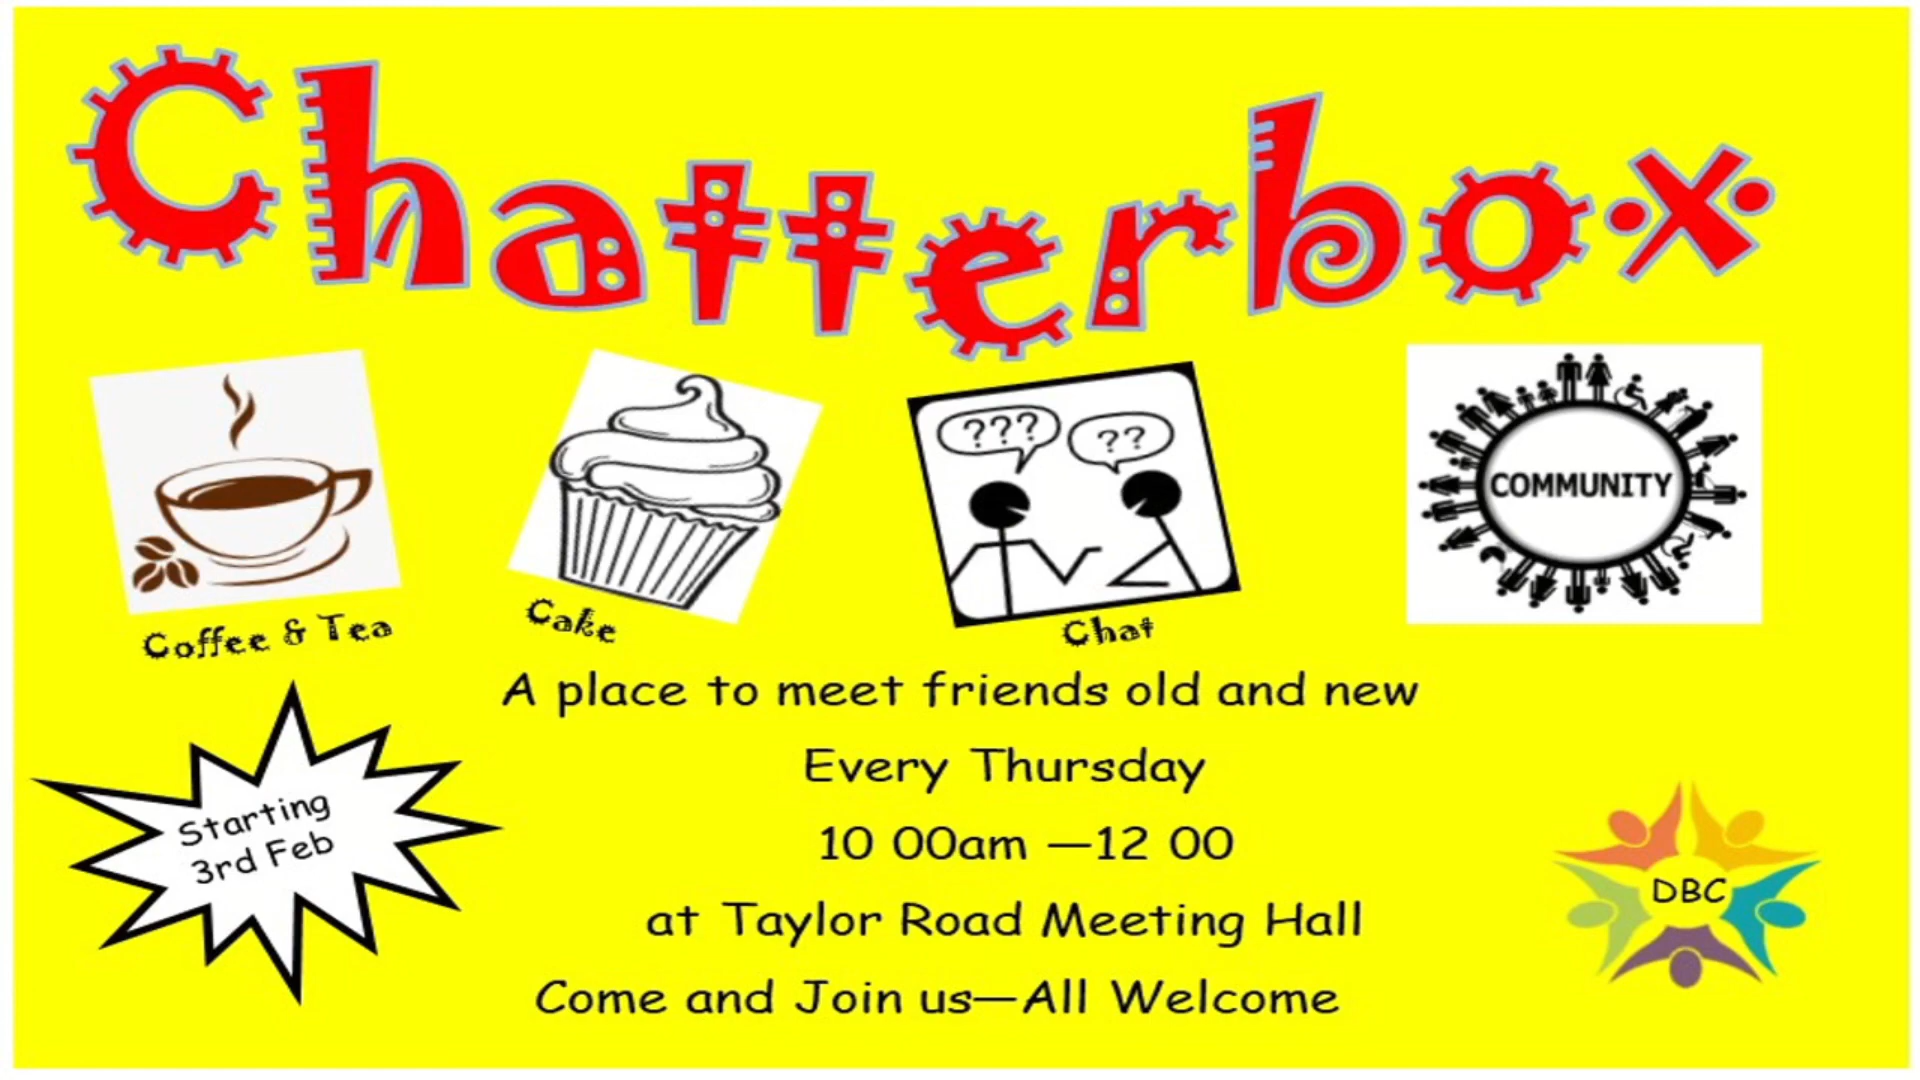 Chatterbox
??? ??
COMMUNITY
Coffee & Tea
Cake
Chat
A place to meet friends old and new
Every Thursday
10 00am —12 00
at Taylor Road Meeting Hall
Come and Join us—All Welcome
Starting
3rd Feb
DBC